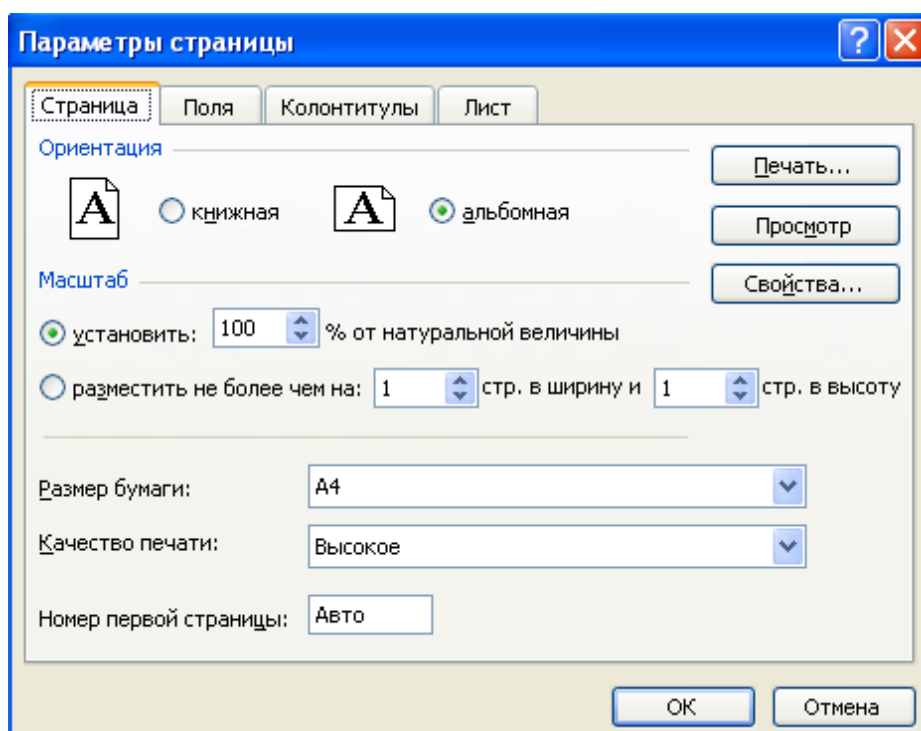 Параметры страницы
Страница Поля Колонтитулы Лист
Ориентация
Печать...
A книжная A альбомная
Просмотр
Масштаб
Свойства...
установить: 100 % от натуральной величины
разместить не более чем на: 1 стр. в ширину и 1 стр. в высоту
Размер бумаги: A4
Качество печати: Высокое
Номер первой страницы: Авто
ОК Отмена